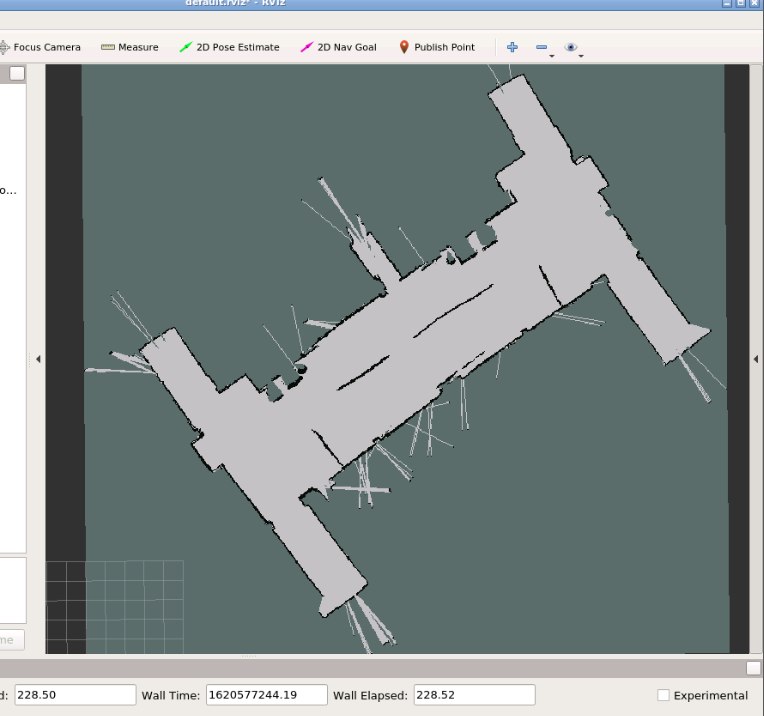 default.rviz* - RViz
Focus Camera Measure 2D Pose Estimate 2D Nav Goal Publish Point
o...
me
d: 228.50 Wall Time: 1620577244.19 Wall Elapsed: 228.52 Experimental